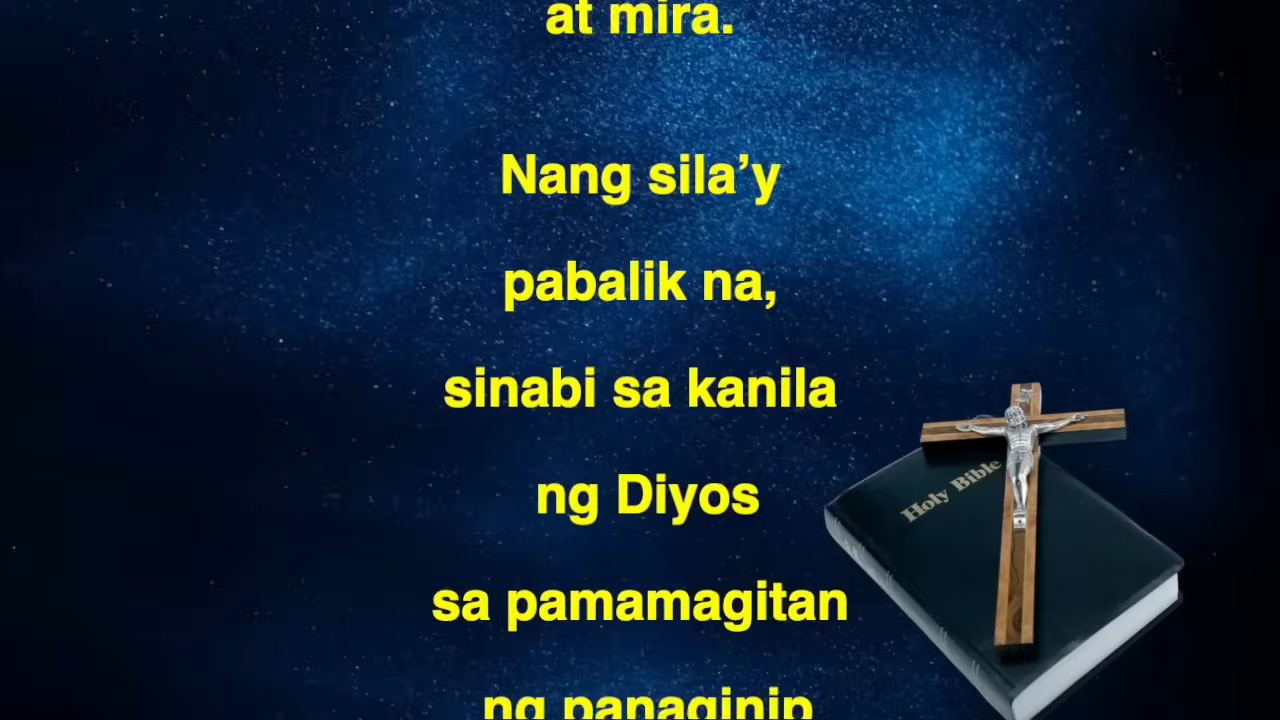 at mira.
Nang sila’y
pabalik na,
sinabi sa kanila
ng Diyos
sa pamamagitan
ng panaginip
Holy Bible